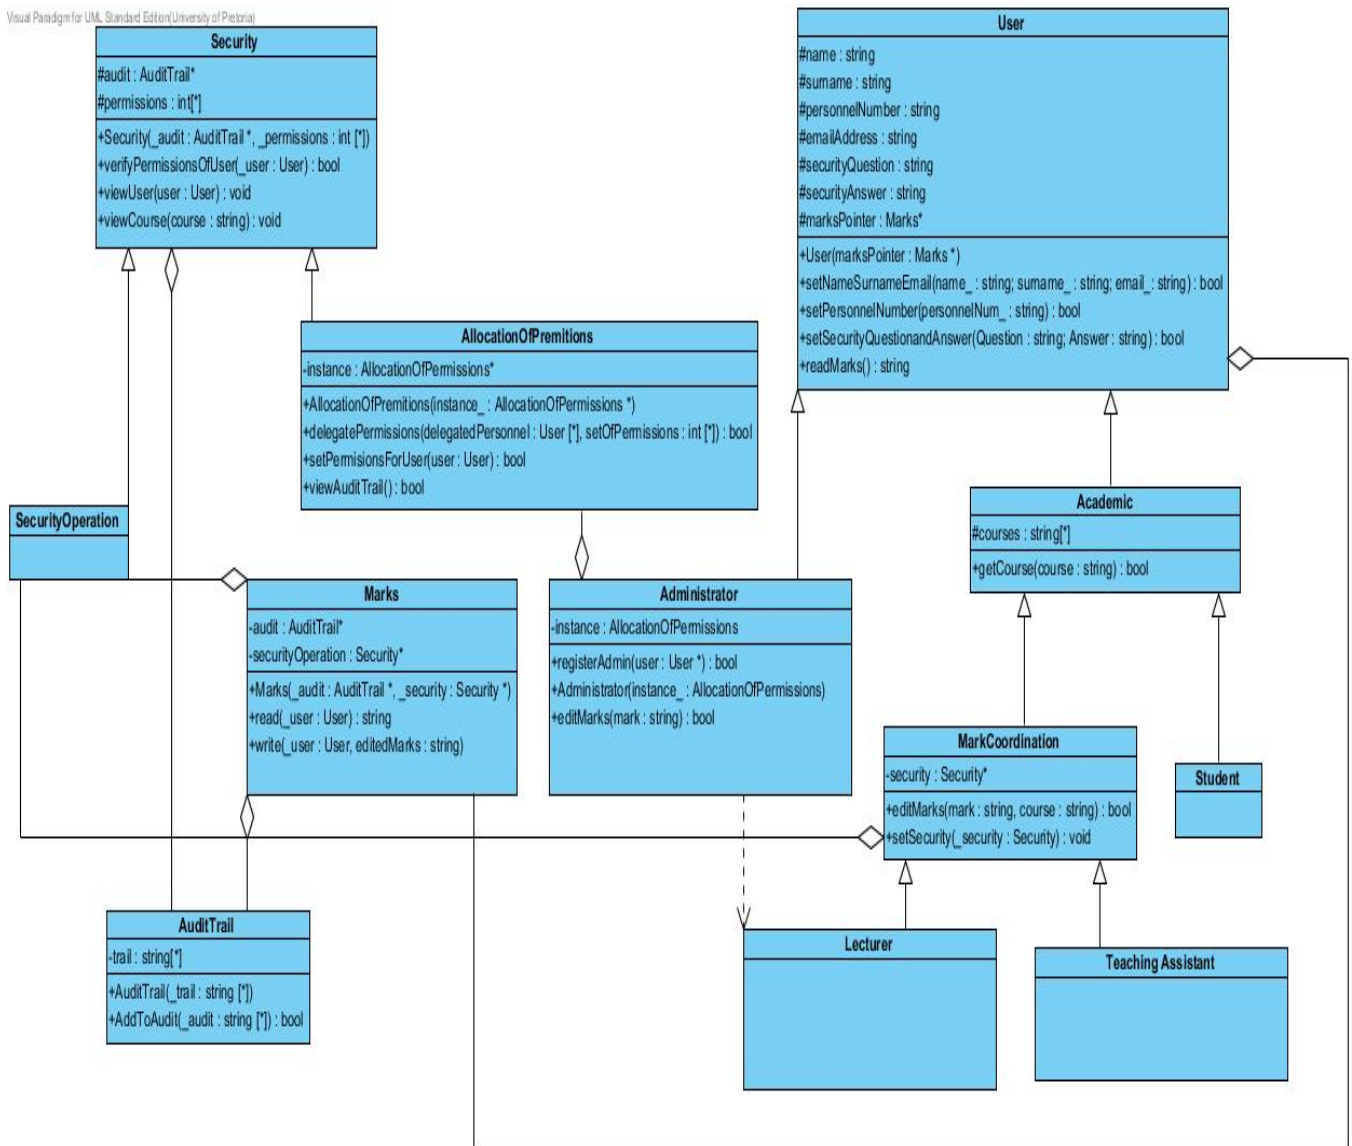 Visual Paradigm for UML Standard Edition(University of Pretoria)
Security
#audit : AuditTrail*
#permissions : int[*]
+Security(_audit : AuditTrail *, _permissions : int [*])
+verifyPermissionsOfUser(_user : User) : bool
+viewUser(user : User) : void
+viewCourse(course : string) : void
User
#name : string
#surname : string
#personnelNumber : string
#emailAddress : string
#securityQuestion : string
#securityAnswer : string
#marksPointer : Marks*
+User(marksPointer : Marks *)
+setNameSurnameEmail(name_ : string; surname_ : string; email_: string) : bool
+setPersonnelNumber(personnelNum_ : string) : bool
+setSecurityQuestionandAnswer(Question : string; Answer : string) : bool
+readMarks() : string
AllocationOfPremitions
-instance : AllocationOfPermissions*
+AllocationOfPremitions(instance_ : AllocationOfPermissions *)
+delegatePermissions(delegatedPersonnel : User [*], setOfPermissions : int [*]) : bool
+setPermisionsForUser(user : User) : bool
+viewAuditTrail() : bool
SecurityOperation
Academic
#courses : string[*]
+getCourse(course : string) : bool
Marks
-audit : AuditTrail*
-securityOperation : Security*
+Marks(_audit : AuditTrail *, _security : Security *)
+read(_user : User) : string
+write(_user : User, editedMarks : string)
Administrator
-instance : AllocationOfPermissions
+registerAdmin(user : User *) : bool
+Administrator(instance_ : AllocationOfPermissions)
+editMarks(mark : string) : bool
MarkCoordination
-security : Security*
+editMarks(mark : string, course : string) : bool
+setSecurity(_security : Security) : void
Student
AuditTrail
-trail : string[*]
+AuditTrail(_trail : string [*])
+AddToAudit(_audit : string [*]) : bool
Lecturer
Teaching Assistant